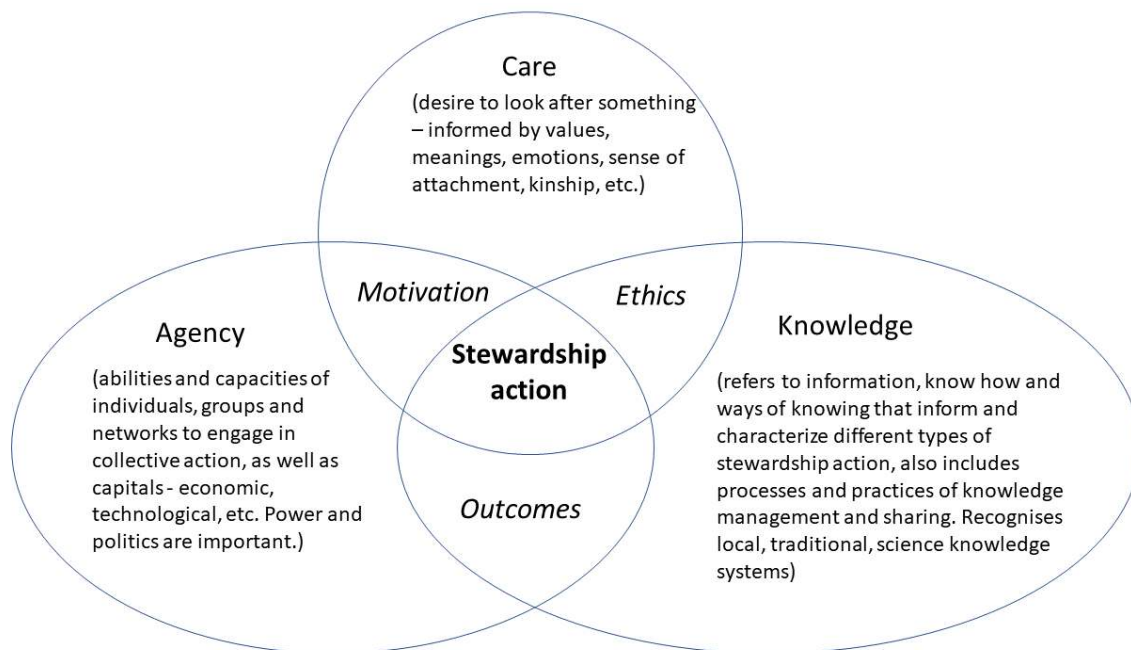 Care
(desire to look after something
– informed by values,
meanings, emotions, sense of
attachment, kinship, etc.)
Motivation
Ethics
Agency
(abilities and capacities of
individuals, groups and
networks to engage in
collective action, as well as
capitals - economic,
technological, etc. Power and
politics are important.)
Stewardship
action
Knowledge
(refers to information, know how and
ways of knowing that inform and
characterize different types of
stewardship action, also includes
processes and practices of knowledge
management and sharing. Recognises
local, traditional, science knowledge
systems)
Outcomes